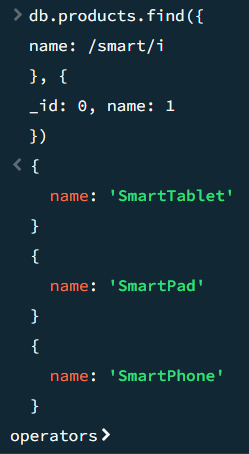 > db.products.find({
name: /smart/i
}, {
_id: 0, name: 1
})
< {
name: 'SmartTablet'
}
{
name: 'SmartPad'
}
{
name: 'SmartPhone'
}
operators>